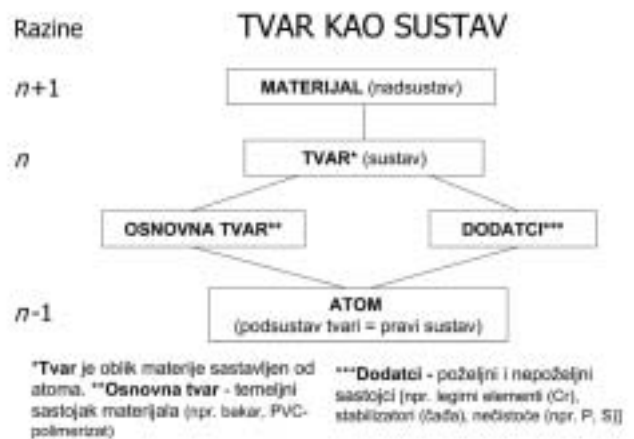 Razine TVAR KAO SUSTAV
n+1 MATERIJAL (nadsustav)
n TVAR* (sustav)
OSNOVNA TVAR** DODATCI***
n-1 ATOM
(podsustav tvari = pravi sustav)
*Tvar je oblik materije sastavljen od
atoma. **Osnovna tvar - temeljni
sastojak materijala (npr. bakar, PVC-
polimerizat)
***Dodatci - poželjni i nepoželjni
sastojci [npr. legirni elementi (Cr),
stabilizatori (čađa), nečistoće (npr. P, S)]